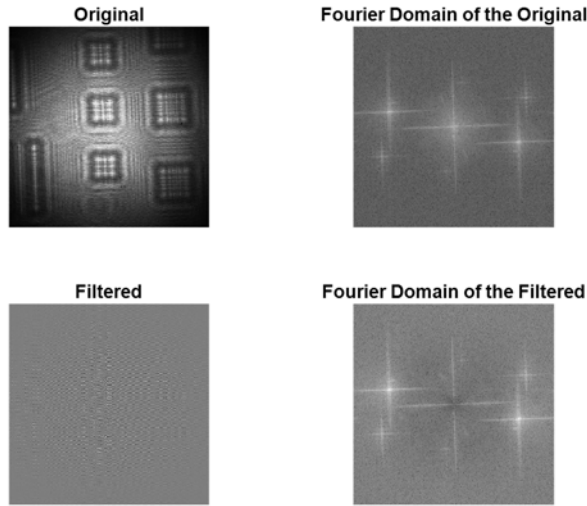 Original
Fourier Domain of the Original
Filtered
Fourier Domain of the Filtered